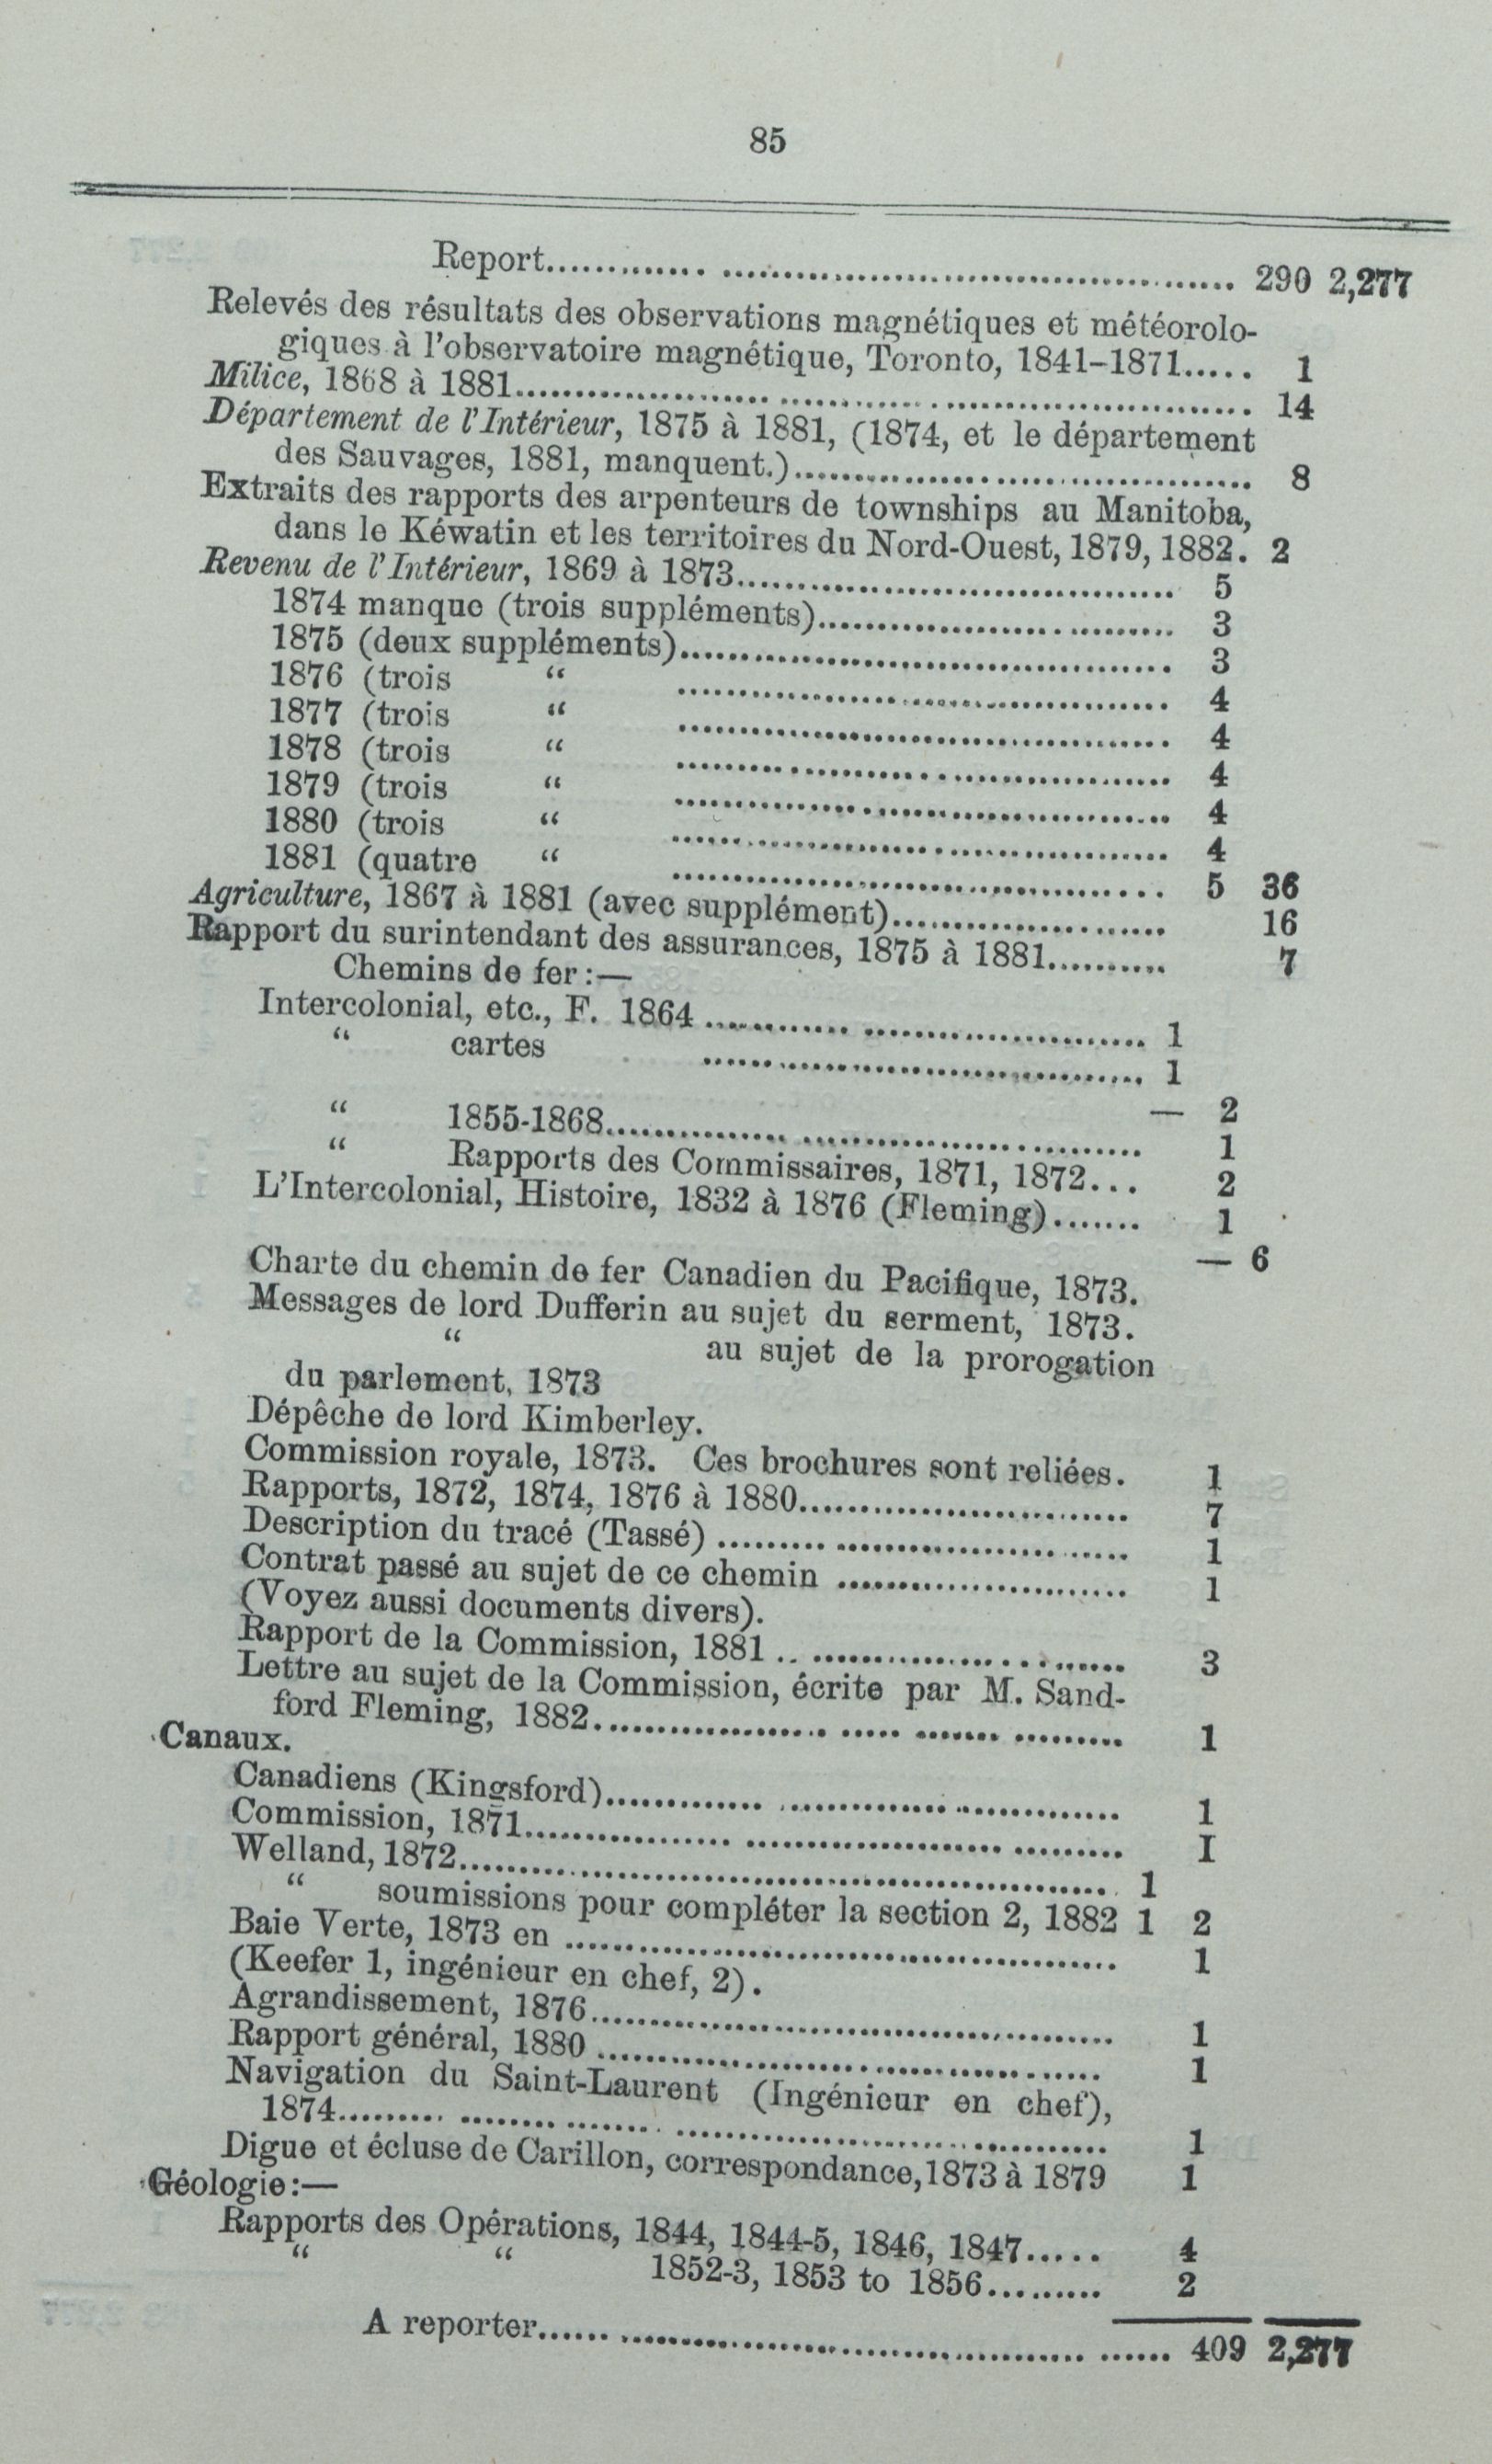 85
Report.................................................. 290 2,277
Relevés des résultats des observations magnétiques et météorolo-
giques à l'observatoire magnétique, Toronto, 1841-1871..... 1
Milice, 1868 à 1881.................................................. 14
Département de l'Intérieur, 1875 à 1881, (1874, et le département
des Sauvages, 1881, manquent.)........................................ 8
Extraits des rapports des arpenteurs de townships au Manitoba,
dans le Kéwatin et les territoires du Nord-Ouest, 1879, 1882. 2
Revenu de l'Intérieur, 1869 à 1873.................................. 5
1874 manque (trois suppléments)............................ 3
1875 (deux suppléments)...................................... 3
1876 (trois " ...................................... 4
1877 (trois " ...................................... 4
1878 (trois " ...................................... 4
1879 (trois " ...................................... 4
1880 (trois " ...................................... 4
1881 (quatre " ...................................... 5 36
Agriculture, 1867 à 1881 (avec supplément)...................... 16
Rapport du surintendant des assurances, 1875 à 1881.......... 7
Chemins de fer :—
Intercolonial, etc., F. 1864 .................................. 1
" cartes .................................. 1
— 2
" 1855-1868.......................................... 1
" Rapports des Commissaires, 1871, 1872... 2
L'Intercolonial, Histoire, 1832 à 1876 (Fleming)....... 1
— 6
Charte du chemin de fer Canadien du Pacifique, 1873.
Messages de lord Dufferin au sujet du serment, 1873.
" au sujet de la prorogation
du parlement, 1873
Dépêche de lord Kimberley.
Commission royale, 1873. Ces brochures sont reliées. 1
Rapports, 1872, 1874, 1876 à 1880.......................... 7
Description du tracé (Tassé) ................................ 1
Contrat passé au sujet de ce chemin ........................ 1
(Voyez aussi documents divers).
Rapport de la Commission, 1881 .. .......................... 3
Lettre au sujet de la Commission, écrite par M. Sand-
ford Fleming, 1882.......................................... 1
Canaux.
Canadiens (Kingsford)........................................ 1
Commission, 1871.............................................. I
Welland, 1872.................................................. 1
" soumissions pour compléter la section 2, 1882 1 2
Baie Verte, 1873 en ............................................ 1
(Keefer 1, ingénieur en chef, 2).
Agrandissement, 1876.......................................... 1
Rapport général, 1880 ........................................ 1
Navigation du Saint-Laurent (Ingénieur en chef),
1874............................................................ 1
Digue et écluse de Carillon, correspondance, 1873 à 1879 1
Géologie :—
Rapports des Opérations, 1844, 1844-5, 1846, 1847..... 4
" " 1852-3, 1853 to 1856......... 2
A reporter.................................................. 409 2,277